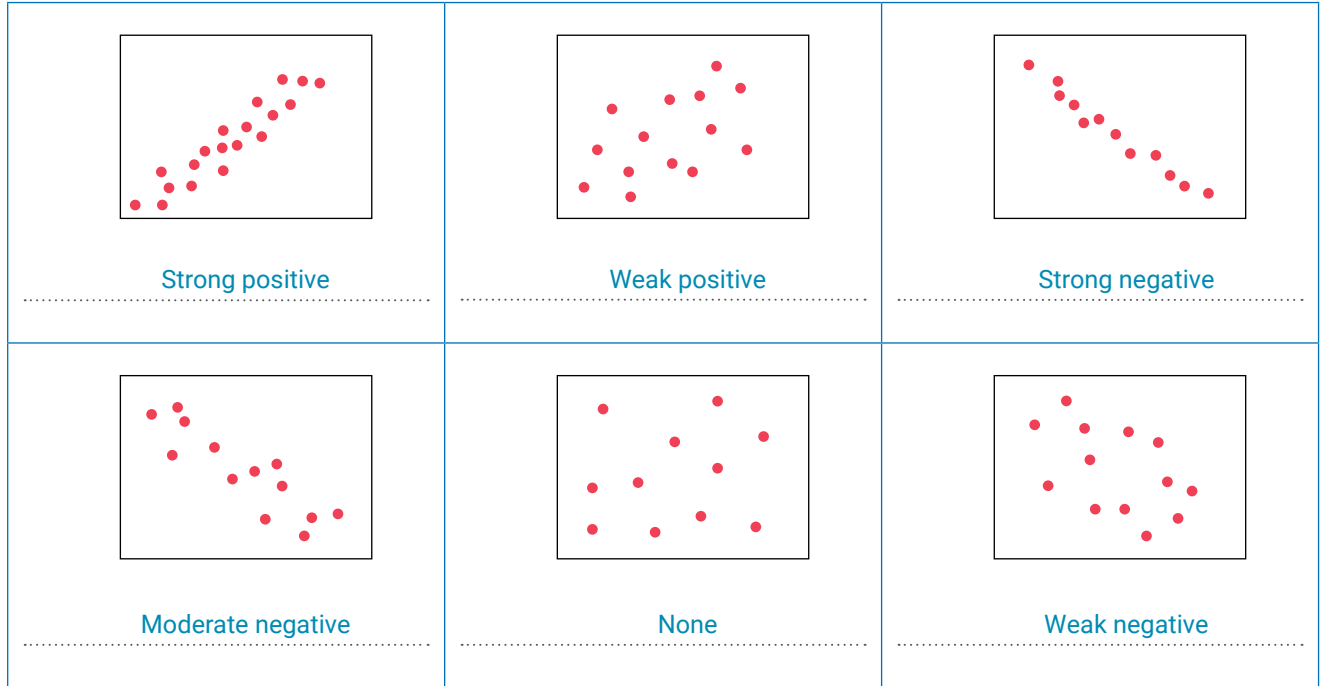 Strong positive
Weak positive
Strong negative
Moderate negative
None
Weak negative